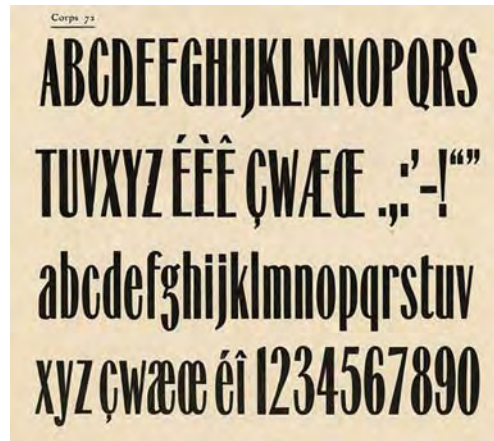 Corps 72
ABCDEFGHIJKLMNOPQRS
TUVXYZ ÉÈÊ ÇWÆŒ .,:’-!“”
abcdefghijklmnopqrstuv
xyz çwæœ éî 1234567890